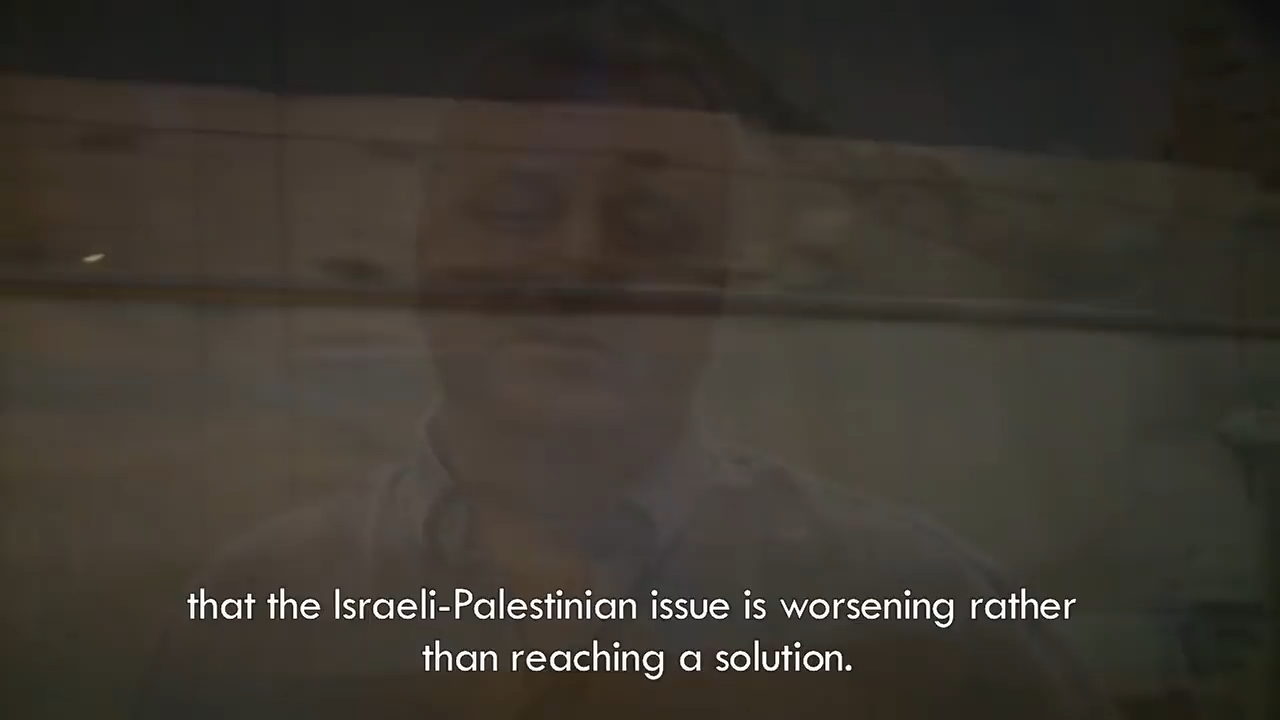 that the Israeli-Palestinian issue is worsening rather
than reaching a solution.